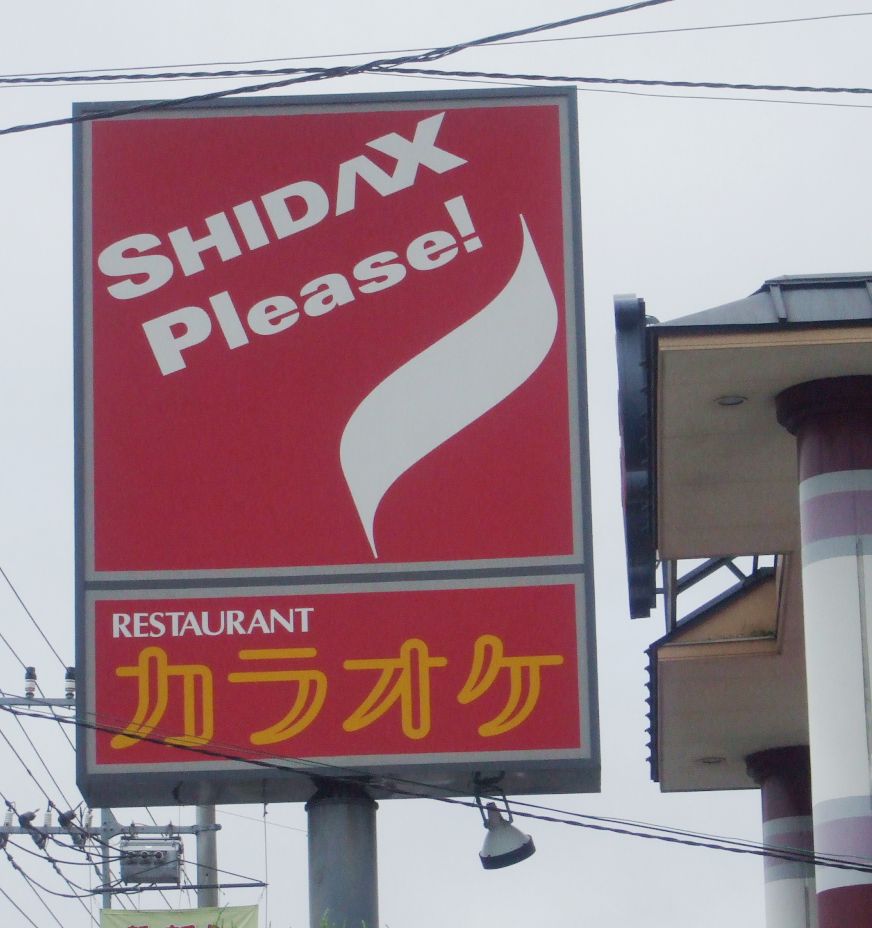 SHIDAX
Please!
RESTAURANT
カラオケ